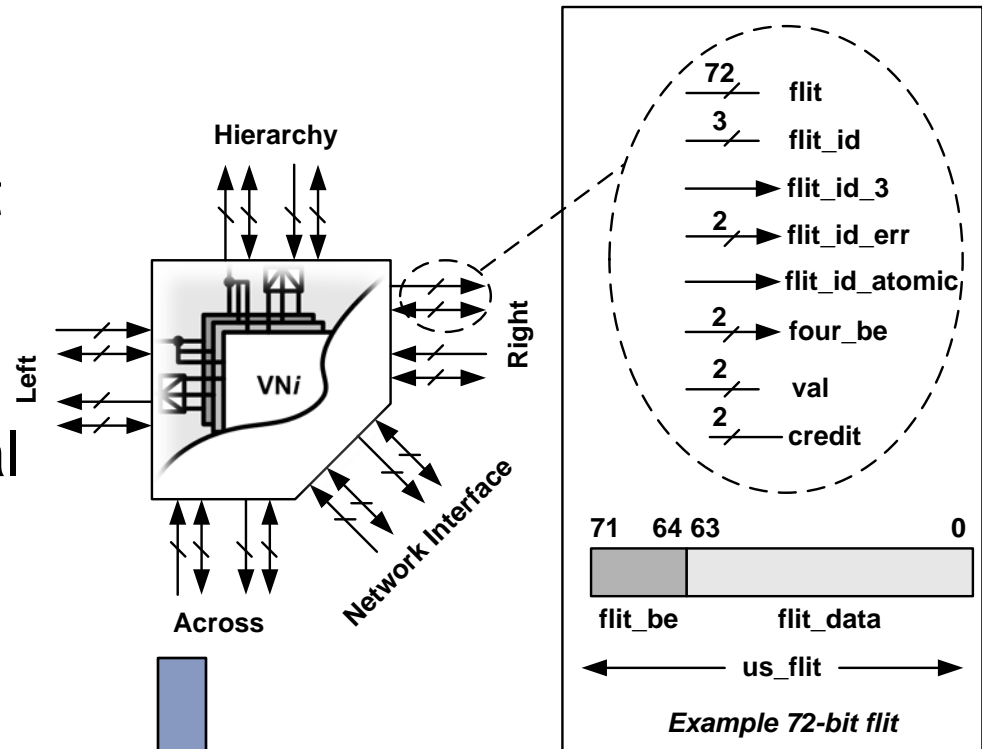 Hierarchy
Left
VNi
Right
Network Interface
Across
al
72
flit
3
flit_id
flit_id_3
2
flit_id_err
flit_id_atomic
2
four_be
2
val
2
credit
71 64 63 0
flit_be flit_data
us_flit
Example 72-bit flit